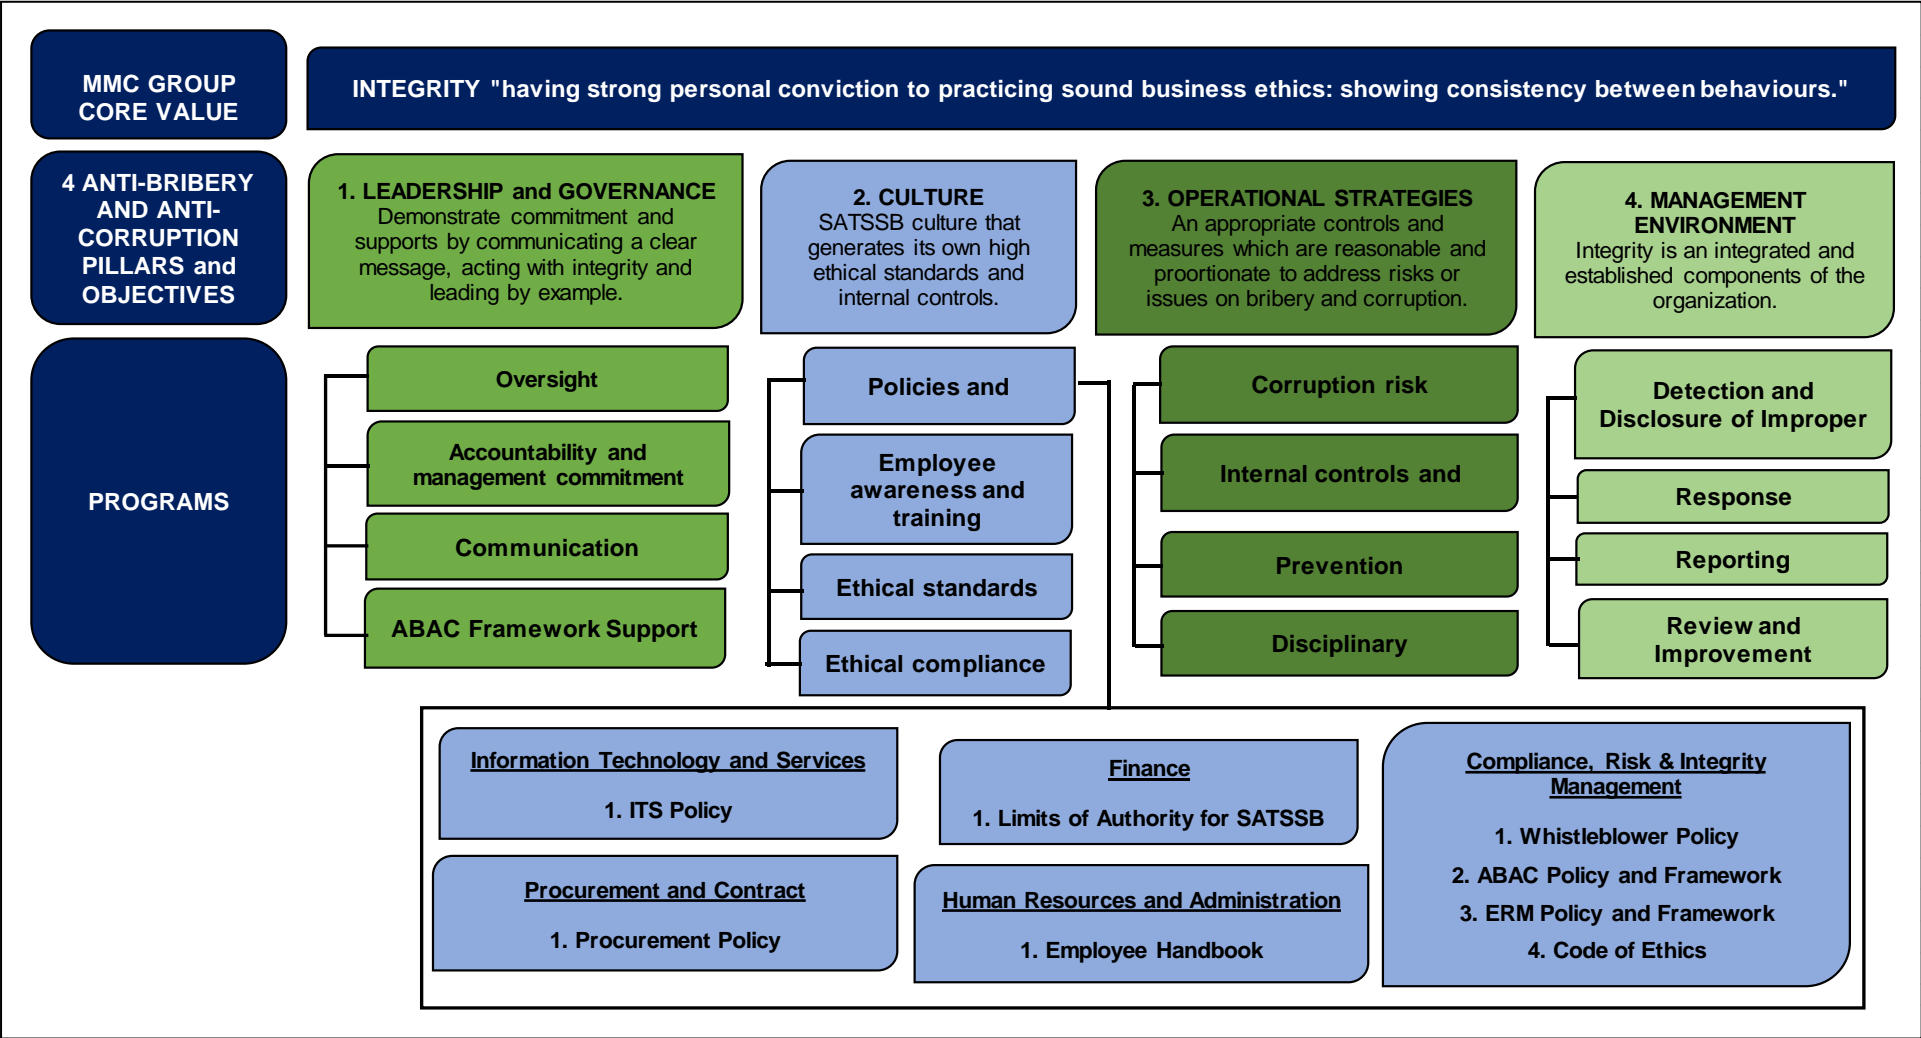 MMC GROUP
CORE VALUE
INTEGRITY "having strong personal conviction to practicing sound business ethics: showing consistency between behaviours."
4 ANTI-BRIBERY
AND ANTI-
CORRUPTION
PILLARS and
OBJECTIVES
1. LEADERSHIP and GOVERNANCE
Demonstrate commitment and
supports by communicating a clear
message, acting with integrity and
leading by example.
2. CULTURE
SATSSB culture that
generates its own high
ethical standards and
internal controls.
3. OPERATIONAL STRATEGIES
An appropriate controls and
measures which are reasonable and
proortionate to address risks or
issues on bribery and corruption.
4. MANAGEMENT
ENVIRONMENT
Integrity is an integrated and
established components of the
organization.
PROGRAMS
Oversight
Accountability and
management commitment
Communication
ABAC Framework Support
Policies and
Employee
awareness and
training
Ethical standards
Ethical compliance
Corruption risk
Internal controls and
Prevention
Disciplinary
Detection and
Disclosure of Improper
Response
Reporting
Review and
Improvement
Information Technology and Services
1. ITS Policy
Finance
1. Limits of Authority for SATSSB
Compliance, Risk & Integrity
Management
1. Whistleblower Policy
2. ABAC Policy and Framework
3. ERM Policy and Framework
4. Code of Ethics
Procurement and Contract
1. Procurement Policy
Human Resources and Administration
1. Employee Handbook